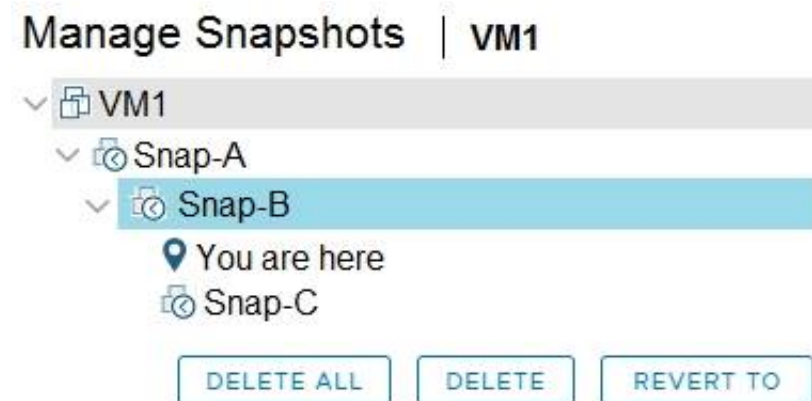 Manage Snapshots | VM1
VM1
Snap-A
Snap-B
You are here
Snap-C
DELETE ALL DELETE REVERT TO